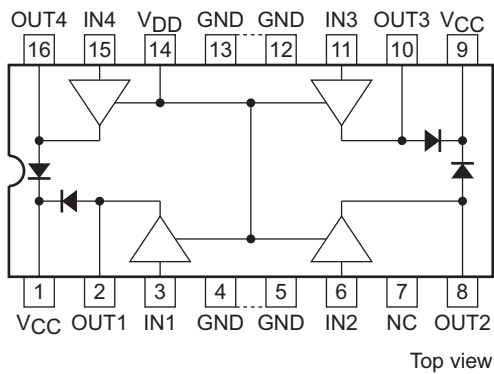 OUT4 IN4 VDD GND GND IN3 OUT3 VCC
16 15 14 13 12 11 10 9
1 2 3 4 5 6 7 8
VCC OUT1 IN1 GND GND IN2 NC OUT2
Top view